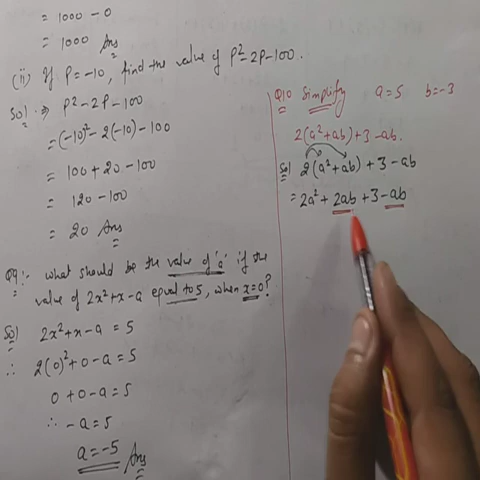 = 1000 - 0
= 1000 Ans
(ii) If P = -10, find the value of P² - 2P - 100.
Sol ⇒ P² - 2P - 100
= (-10)² - 2(-10) - 100
= 100 + 20 - 100
= 120 - 100
= 20 Ans
Q9:- what should be the value of 'a' if the
value of 2x² + x - a equal to 5, when x = 0?
Sol 2x² + x - a = 5
∴ 2(0)² + 0 - a = 5
0 + 0 - a = 5
∴ -a = 5
a = -5 Ans
Q10 Simplify a = 5 b = -3
2(a² + ab) + 3 - ab.
Sol 2(a² + ab) + 3 - ab
= 2a² + 2ab + 3 - ab